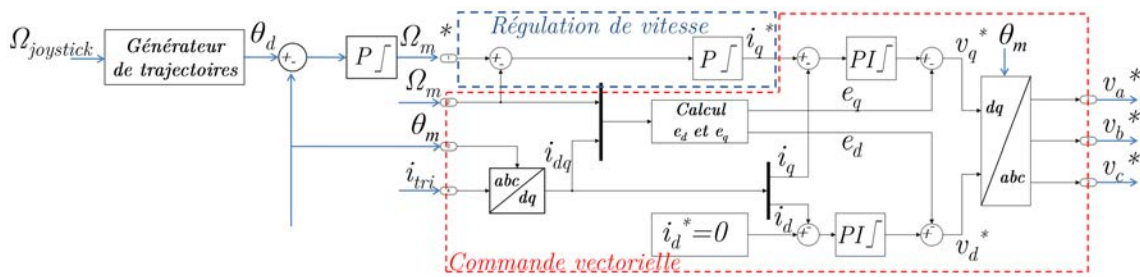 Ω_joystick
Générateur
de trajectoires
θ_d
+
-
P
Ω_m*
Régulation de vitesse
+
-
P
i_q*
+
-
PI
+
-
v_q*
θ_m
Ω_m
θ_m
i_tri
abc
dq
i_dq
Calcul
e_d et e_q
e_q
e_d
i_q
i_d
i_d*=0
+
-
PI
+
-
v_d*
dq
abc
v_a*
v_b*
v_c*
Commande vectorielle